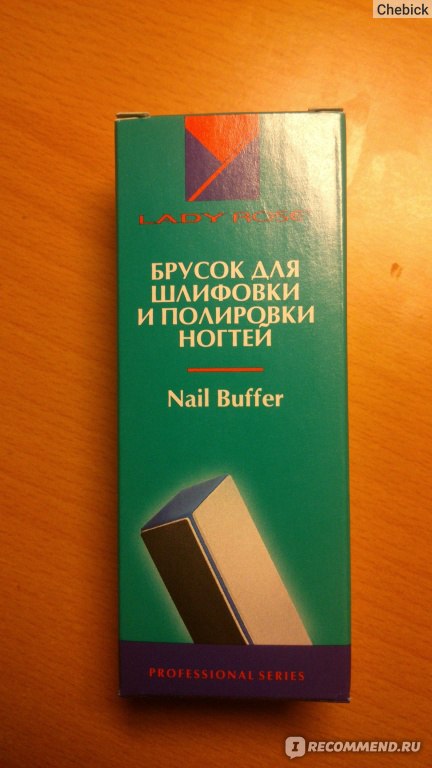 Chebick
LADY ROSE
БРУСОК ДЛЯ
ШЛИФОВКИ
И ПОЛИРОВКИ
НОГТЕЙ
Nail Buffer
PROFESSIONAL SERIES
IRECOMMEND.RU